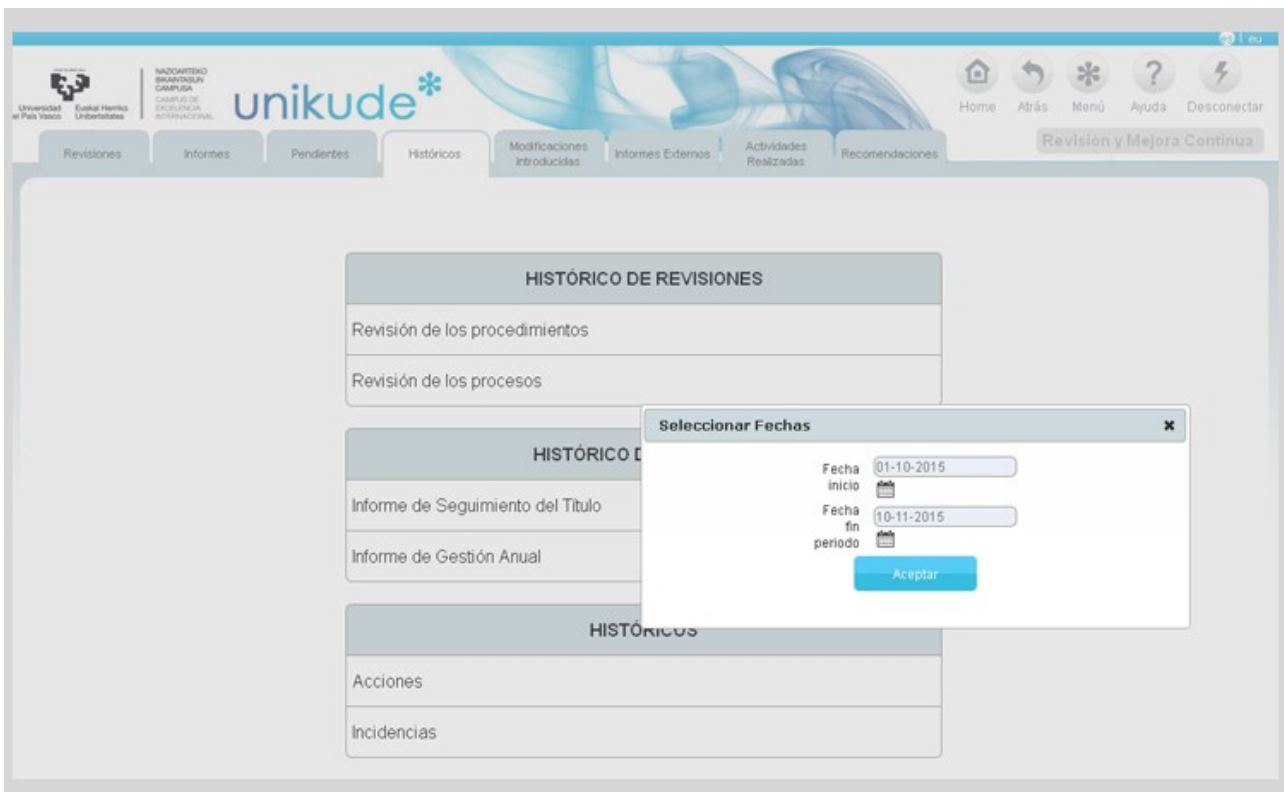 es | eu
NAZIOARTEKO
BIKAINTASUN
CAMPUSA
CAMPUS DE
EXCELENCIA
INTERNACIONAL
Universidad Euskal Herriko
el País Vasco Unibertsitatea
unikude*
Home Atrás Menú Ayuda Desconectar
Revisión y Mejora Continua
Revisiones
Informes
Pendientes
Históricos
Modificaciones
Introducidas
Informes Externos
Actividades
Realizadas
Recomendaciones
HISTÓRICO DE REVISIONES
Revisión de los procedimientos
Revisión de los procesos
HISTÓRICO D
Informe de Seguimiento del Título
Informe de Gestión Anual
Seleccionar Fechas
Fecha
inicio
01-10-2015
Fecha
fin
periodo
10-11-2015
Aceptar
HISTÓRICOS
Acciones
Incidencias